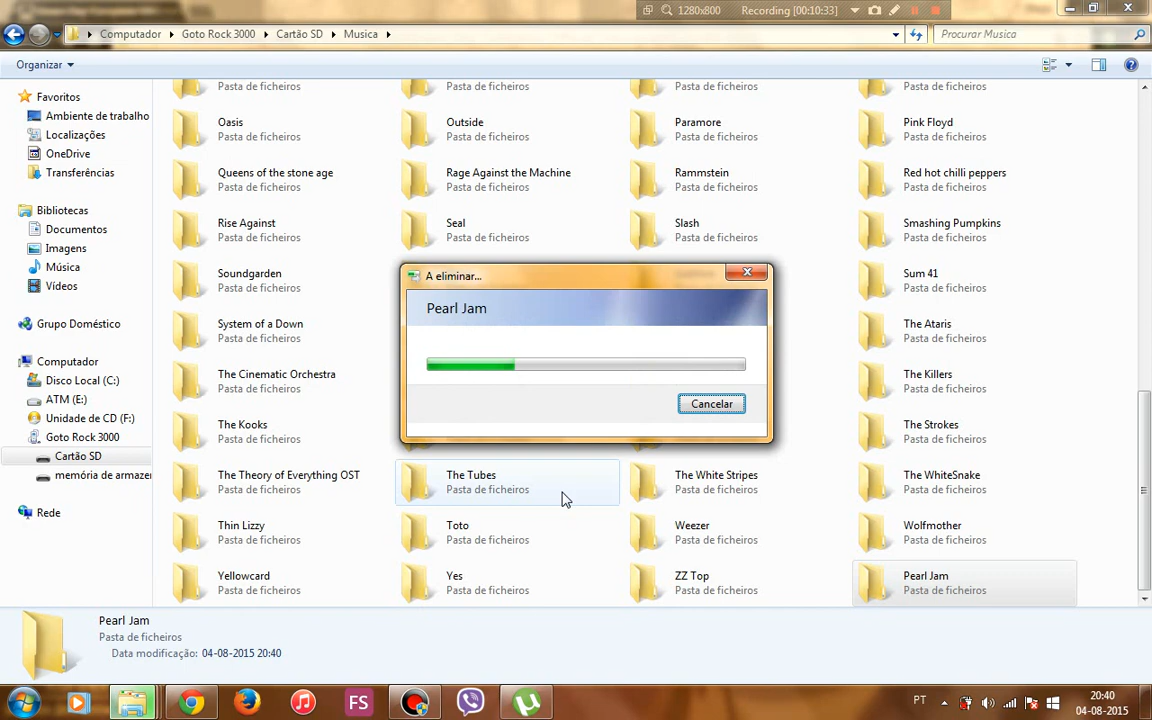 1280x800 Recording [00:10:33]
Computador Goto Rock 3000 Cartão SD Musica
Procurar Musica
Organizar
Favoritos
Ambiente de trabalho
Localizações
OneDrive
Transferências
Bibliotecas
Documentos
Imagens
Música
Vídeos
Grupo Doméstico
Computador
Disco Local (C:)
ATM (E:)
Unidade de CD (F:)
Goto Rock 3000
Cartão SD
memória de armazer
Rede
Pasta de ficheiros Pasta de ficheiros Pasta de ficheiros Pasta de ficheiros
Oasis Outside Paramore Pink Floyd
Pasta de ficheiros Pasta de ficheiros Pasta de ficheiros Pasta de ficheiros
Queens of the stone age Rage Against the Machine Rammstein Red hot chilli peppers
Pasta de ficheiros Pasta de ficheiros Pasta de ficheiros Pasta de ficheiros
Rise Against Seal Slash Smashing Pumpkins
Pasta de ficheiros Pasta de ficheiros Pasta de ficheiros Pasta de ficheiros
Soundgarden Sum 41
Pasta de ficheiros Pasta de ficheiros
System of a Down The Ataris
Pasta de ficheiros Pasta de ficheiros
The Cinematic Orchestra The Killers
Pasta de ficheiros Pasta de ficheiros
The Kooks The Strokes
Pasta de ficheiros Pasta de ficheiros
The Theory of Everything OST The Tubes The White Stripes The WhiteSnake
Pasta de ficheiros Pasta de ficheiros Pasta de ficheiros Pasta de ficheiros
Thin Lizzy Toto Weezer Wolfmother
Pasta de ficheiros Pasta de ficheiros Pasta de ficheiros Pasta de ficheiros
Yellowcard Yes ZZ Top Pearl Jam
Pasta de ficheiros Pasta de ficheiros Pasta de ficheiros Pasta de ficheiros
A eliminar...
Pearl Jam
Cancelar
Pearl Jam
Pasta de ficheiros
Data modificação: 04-08-2015 20:40
FS
PT
20:40
04-08-2015